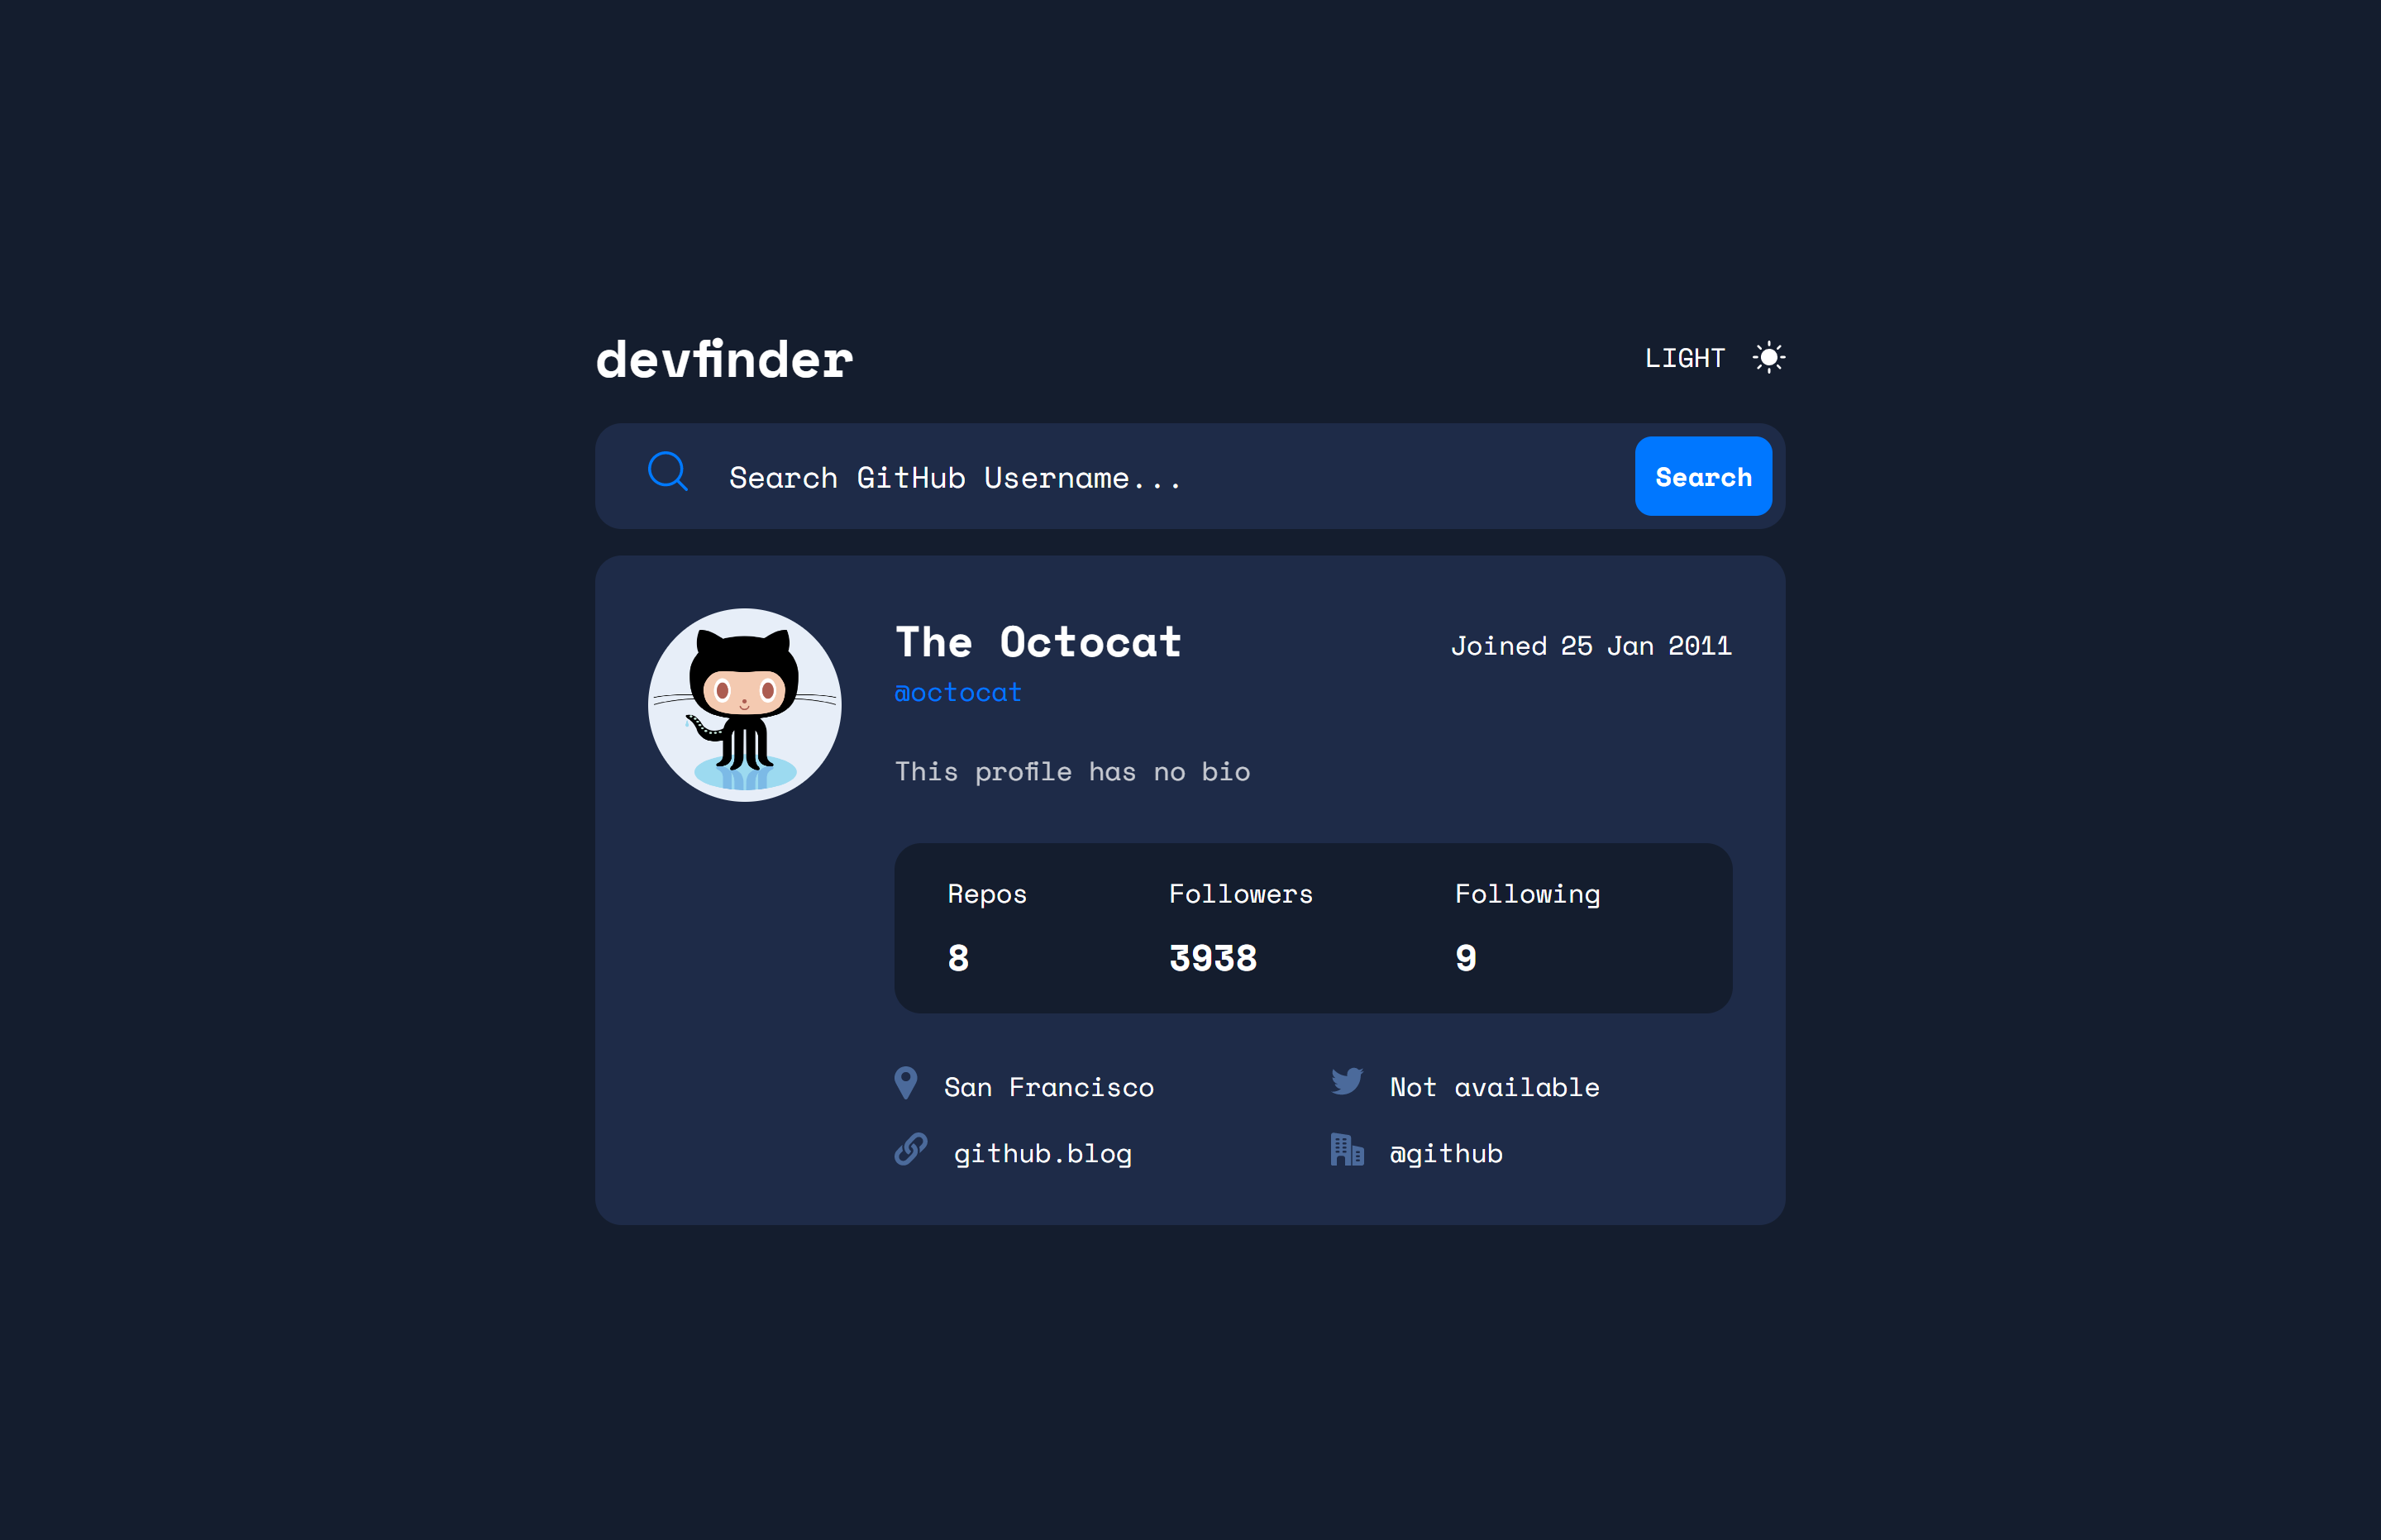 devfinder
LIGHT
Search GitHub Username...
Search
The Octocat
Joined 25 Jan 2011
@octocat
This profile has no bio
Repos
Followers
Following
8
3938
9
San Francisco
Not available
github.blog
@github